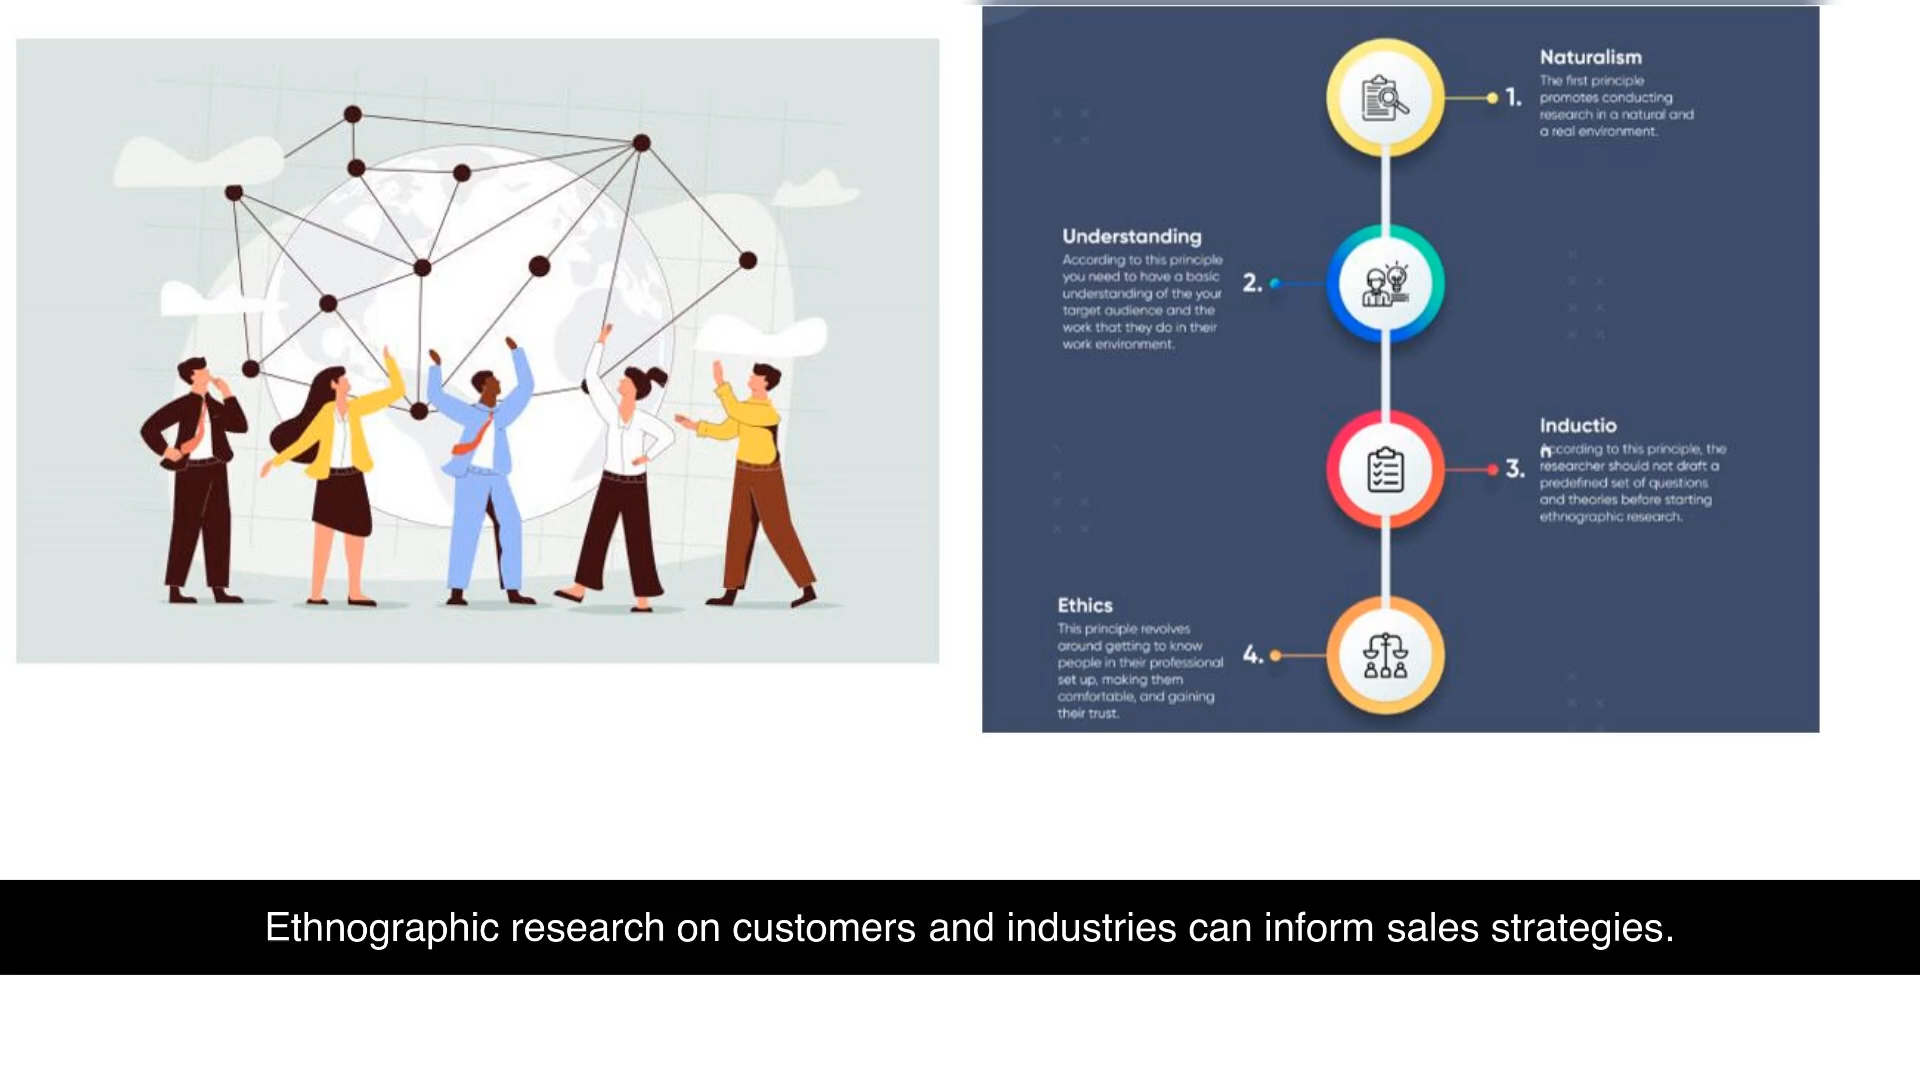 Naturalism
1.
The first principle
promotes conducting
research in a natural and
a real environment.
Understanding
According to this principle
you need to have a basic
understanding of the your
target audience and the
work that they do in their
work environment.
2.
Inductio
n
3.
According to this principle, the
researcher should not draft a
predefined set of questions
and theories before starting
ethnographic research.
Ethics
This principle revolves
around getting to know
people in their professional
set up, making them
comfortable, and gaining
their trust.
4.
Ethnographic research on customers and industries can inform sales strategies.